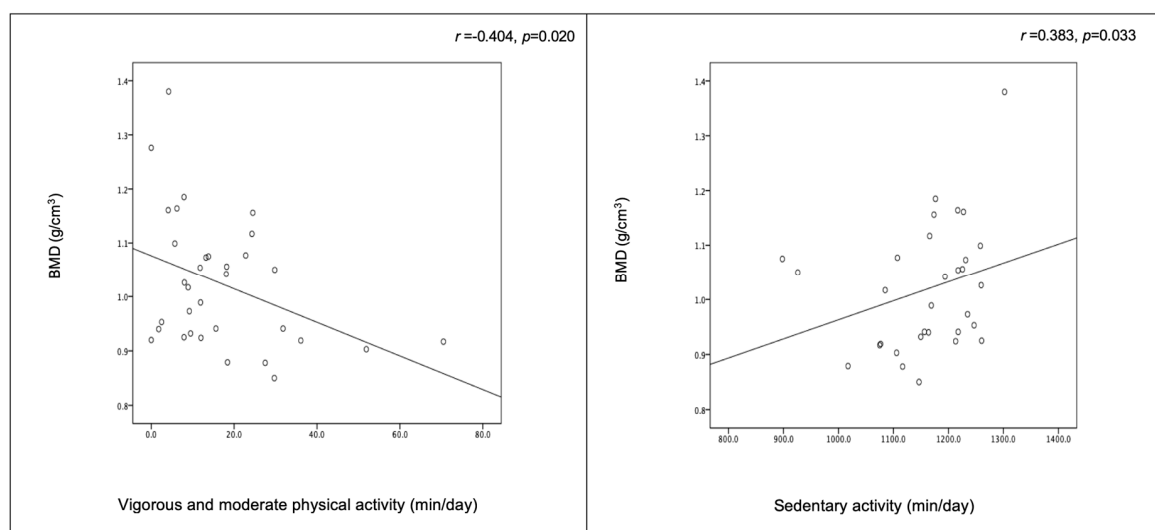 r =-0.404, p=0.020
1.4
1.3
1.2
1.1
1.0
0.9
0.8
BMD (g/cm³)
0.0 20.0 40.0 60.0 80.0
Vigorous and moderate physical activity (min/day)
r =0.383, p=0.033
1.4
1.3
1.2
1.1
1.0
0.9
0.8
BMD (g/cm³)
800.0 900.0 1000.0 1100.0 1200.0 1300.0 1400.0
Sedentary activity (min/day)